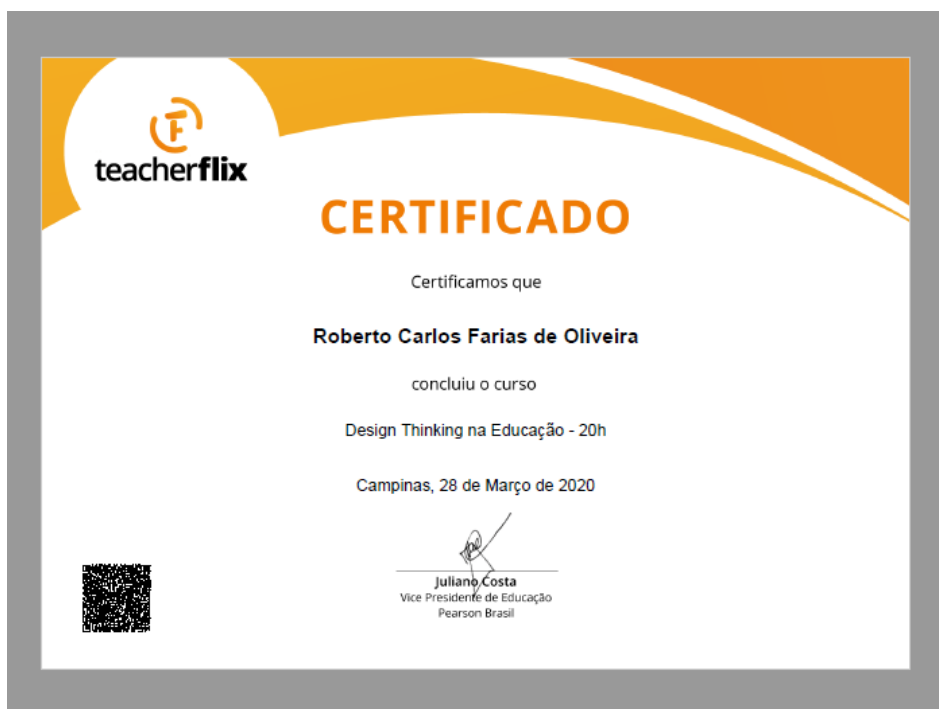 teacherflix
CERTIFICADO
Certificamos que
Roberto Carlos Farias de Oliveira
concluiu o curso
Design Thinking na Educação - 20h
Campinas, 28 de Março de 2020
Juliano Costa
Vice Presidente de Educação
Pearson Brasil